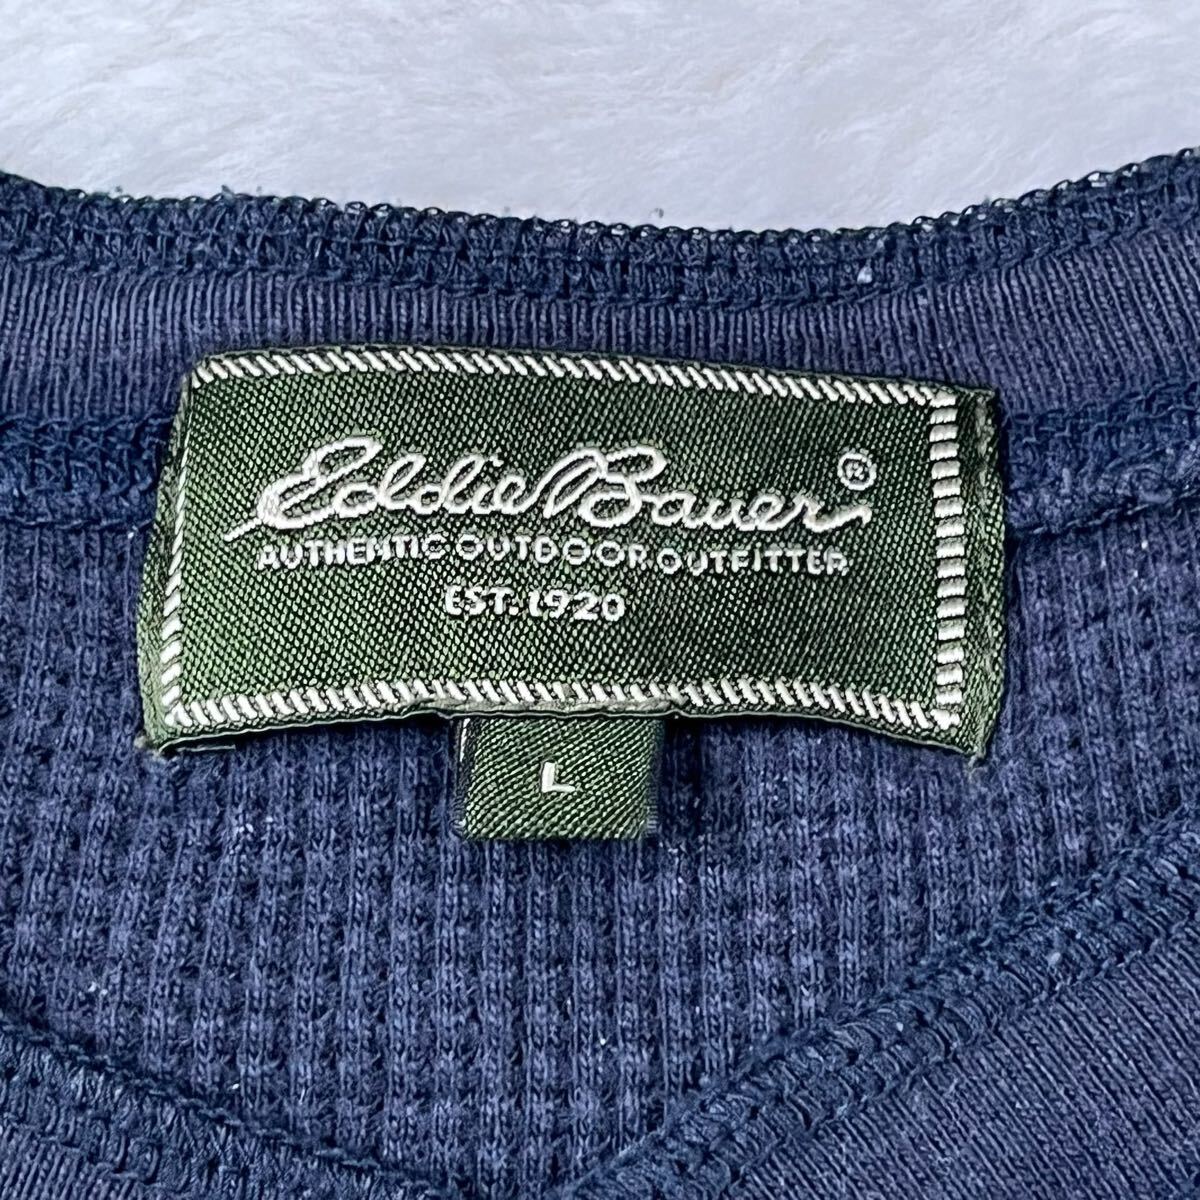 Eddie Bauer®
AUTHENTIC OUTDOOR OUTFITTER
EST. 1920
L